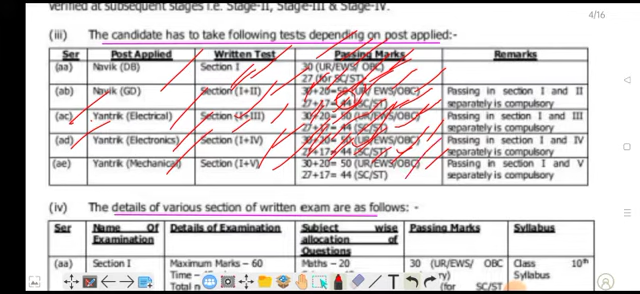 verified at subsequent stages i.e. Stage-II, Stage-III & Stage-IV.
4/16
(iii) The candidate has to take following tests depending on post applied:-
Ser Post Applied Written Test Passing Marks Remarks
(aa) Navik (DB) Section I 30 (UR/EWS/ OBC)
27 (for SC/ST)
(ab) Navik (GD) Section (I+II) 30+20=50 (UR/ EWS/OBC) Passing in section I and II
27+17= 44 (SC/ST) separately is compulsory
(ac) Yantrik (Electrical) Section (I+III) 30+20= 50 (UR/EWS/OBC) Passing in section I and III
27+17= 44 (SC/ST) separately is compulsory
(ad) Yantrik (Electronics) Section (I+IV) 30+20= 50 (UR/EWS/OBC) Passing in section I and IV
27+17= 44 (SC/ST) separately is compulsory
(ae) Yantrik (Mechanical) Section (I+V) 30+20= 50 (UR/EWS/OBC) Passing in section I and V
27+17= 44 (SC/ST) separately is compulsory
(iv) The details of various section of written exam are as follows: -
Ser Name Of Details of Examination Subject wise Passing Marks Syllabus
Examination allocation of
Questions
(aa) Section I Maximum Marks – 60 Maths – 20 30 (UR/EWS/ OBC Class 10th
Time – ry) Syllabus
Total n (for SC/ST